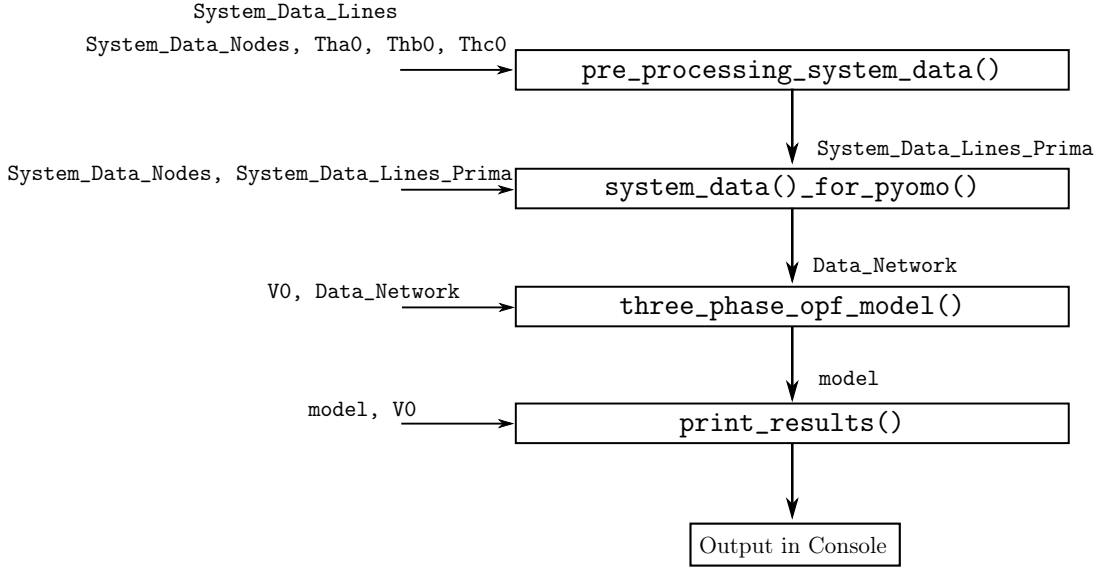 System_Data_Lines
System_Data_Nodes, Tha0, Thb0, Thc0
pre_processing_system_data()
System_Data_Lines_Prima
System_Data_Nodes, System_Data_Lines_Prima
system_data()_for_pyomo()
Data_Network
V0, Data_Network
three_phase_opf_model()
model
model, V0
print_results()
Output in Console